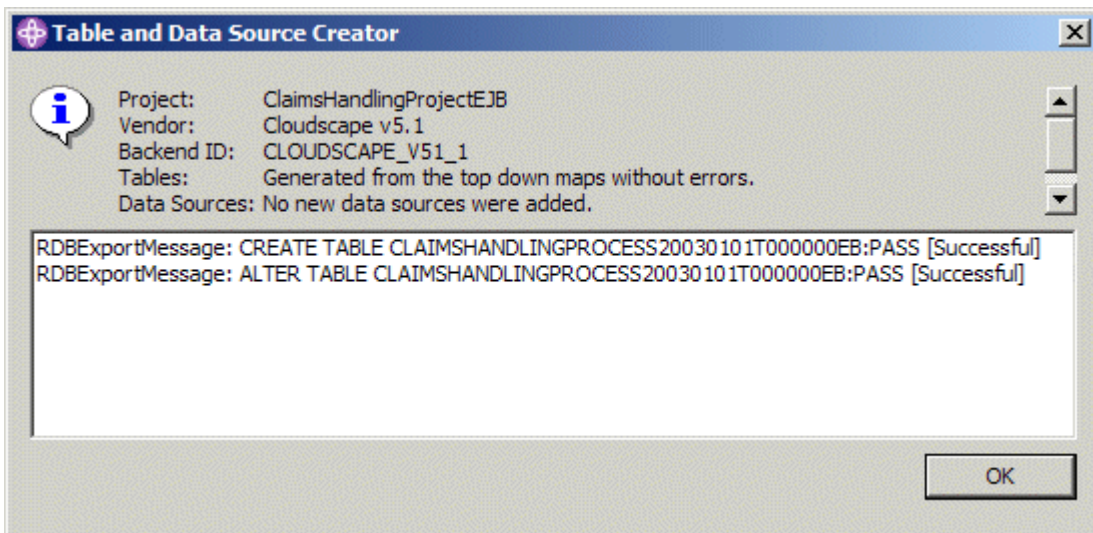 Table and Data Source Creator
Project: ClaimsHandlingProjectEJB
Vendor: Cloudscape v5.1
Backend ID: CLOUDSCAPE_V51_1
Tables: Generated from the top down maps without errors.
Data Sources: No new data sources were added.
RDBExportMessage: CREATE TABLE CLAIMSHANDLINGPROCESS20030101T000000EB:PASS [Successful]
RDBExportMessage: ALTER TABLE CLAIMSHANDLINGPROCESS20030101T000000EB:PASS [Successful]
OK